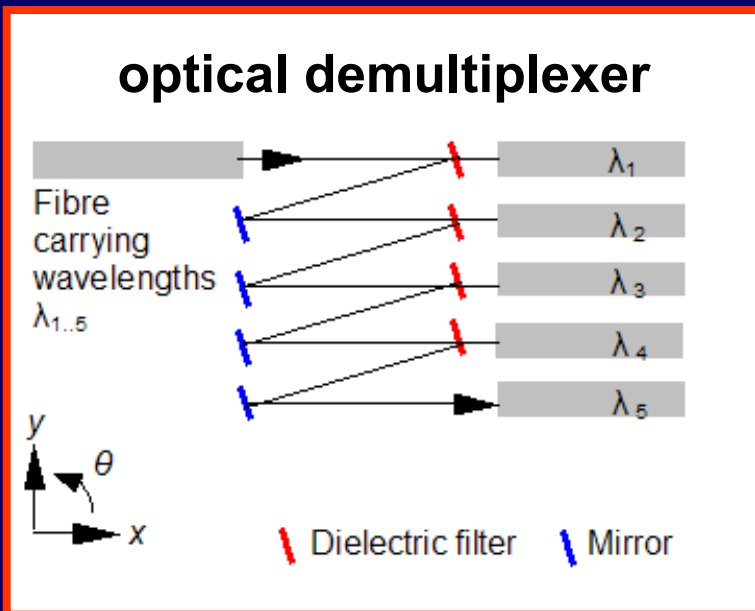 optical demultiplexer
λ₁
Fibre
carrying
wavelengths
λ₁..₅
λ₂
λ₃
λ₄
λ₅
y
θ
x
Dielectric filter
Mirror